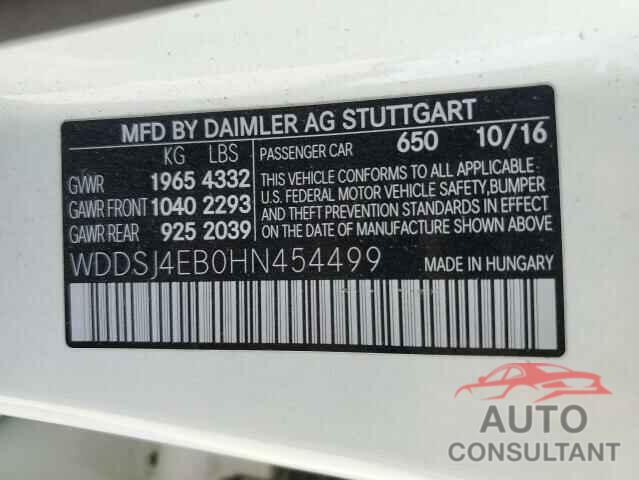 MFD BY DAIMLER AG STUTTGART
KG LBS
GVWR 1965 4332
GAWR FRONT 1040 2293
GAWR REAR 925 2039
PASSENGER CAR 650 10/16
THIS VEHICLE CONFORMS TO ALL APPLICABLE
U.S. FEDERAL MOTOR VEHICLE SAFETY, BUMPER
AND THEFT PREVENTION STANDARDS IN EFFECT
ON THE DATE OF MANUFACTURE SHOWN ABOVE.
WDDSJ4EB0HN454499 MADE IN HUNGARY
AUTO
CONSULTANT